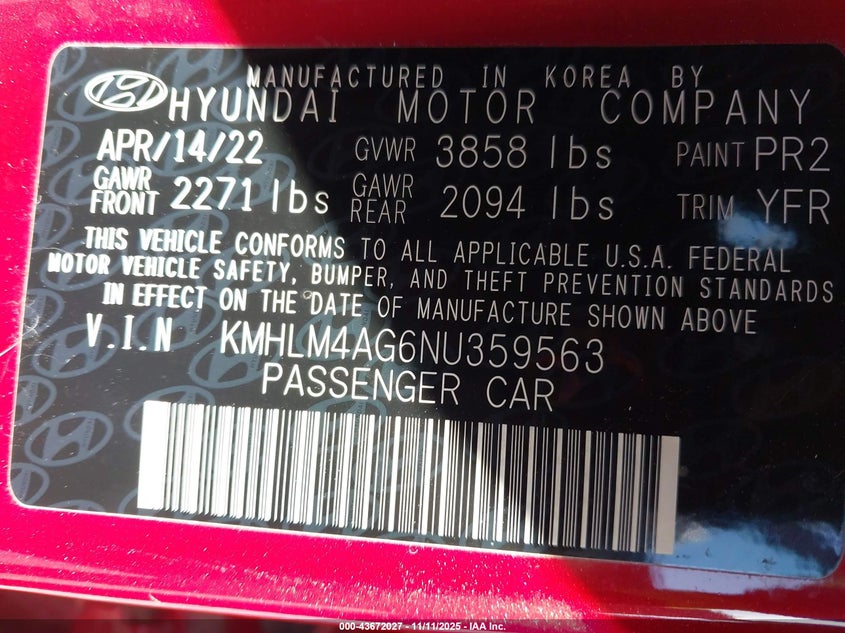 MANUFACTURED IN KOREA BY
HYUNDAI MOTOR COMPANY
APR/14/22 GVWR 3858 lbs PAINT PR2
GAWR FRONT 2271 lbs GAWR REAR 2094 lbs TRIM YFR
THIS VEHICLE CONFORMS TO ALL APPLICABLE U.S.A. FEDERAL
MOTOR VEHICLE SAFETY, BUMPER, AND THEFT PREVENTION STANDARDS
IN EFFECT ON THE DATE OF MANUFACTURE SHOWN ABOVE
V.I.N KMHLM4AG6NU359563
PASSENGER CAR
000-43672027 - 11/11/2025 - IAA Inc.